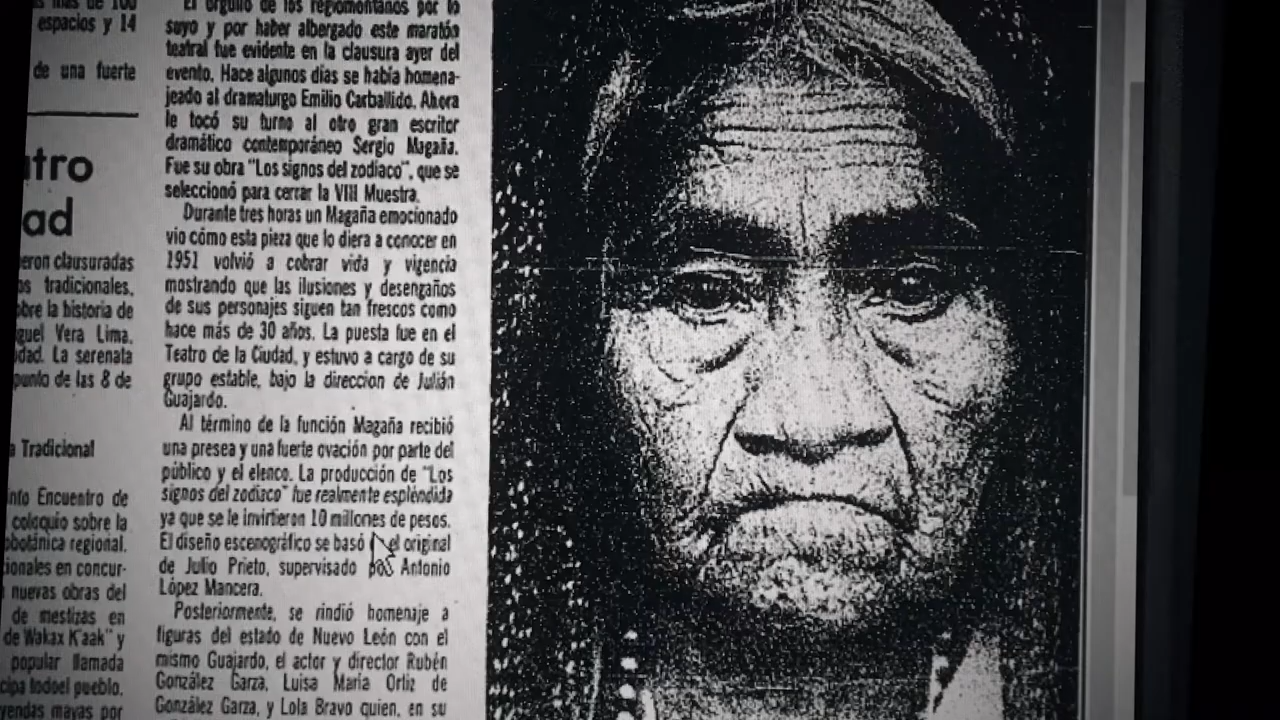 espacios y 14
de una fuerte
tro
ad
eron clausuradas
os tradicionales,
bre la historia de
guel Vera Lima,
dad. La serenata
punto de las 8 de
a Tradicional
nto Encuentro de
coloquio sobre la
obotánica regional.
ionales en concur-
nuevas obras del
de mestizas en
de Wakax K'aak" y
popular llamada
cipa todoel pueblo.
yendas mayas por
El orgullo de los regiomontanos por lo
suyo y por haber albergado este maratón
teatral fue evidente en la clausura ayer del
evento. Hace algunos días se había homena-
jeado al dramaturgo Emilio Carballido. Ahora
le tocó su turno al otro gran escritor
dramático contemporáneo Sergio Magaña.
Fue su obra "Los signos del zodiaco", que se
seleccionó para cerrar la VIII Muestra.
Durante tres horas un Magaña emocionado
vio cómo esta pieza que lo diera a conocer en
1951 volvió a cobrar vida y vigencia
mostrando que las ilusiones y desengaños
de sus personajes siguen tan frescos como
hace más de 30 años. La puesta fue en el
Teatro de la Ciudad, y estuvo a cargo de su
grupo estable, bajo la direccion de Julián
Guajardo.
Al término de la función Magaña recibió
una presea y una fuerte ovación por parte del
público y el elenco. La producción de "Los
signos del zodiaco" fue realmente espléndida
ya que se le invirtieron 10 millones de pesos.
El diseño escenográfico se basó el original
de Julio Prieto, supervisado por Antonio
López Mancera.
Posteriormente, se rindió homenaje a
figuras del estado de Nuevo León con el
mismo Guajardo, el actor y director Rubén
González Garza, Luisa María Ortiz de
González Garza, y Lola Bravo quien, en su